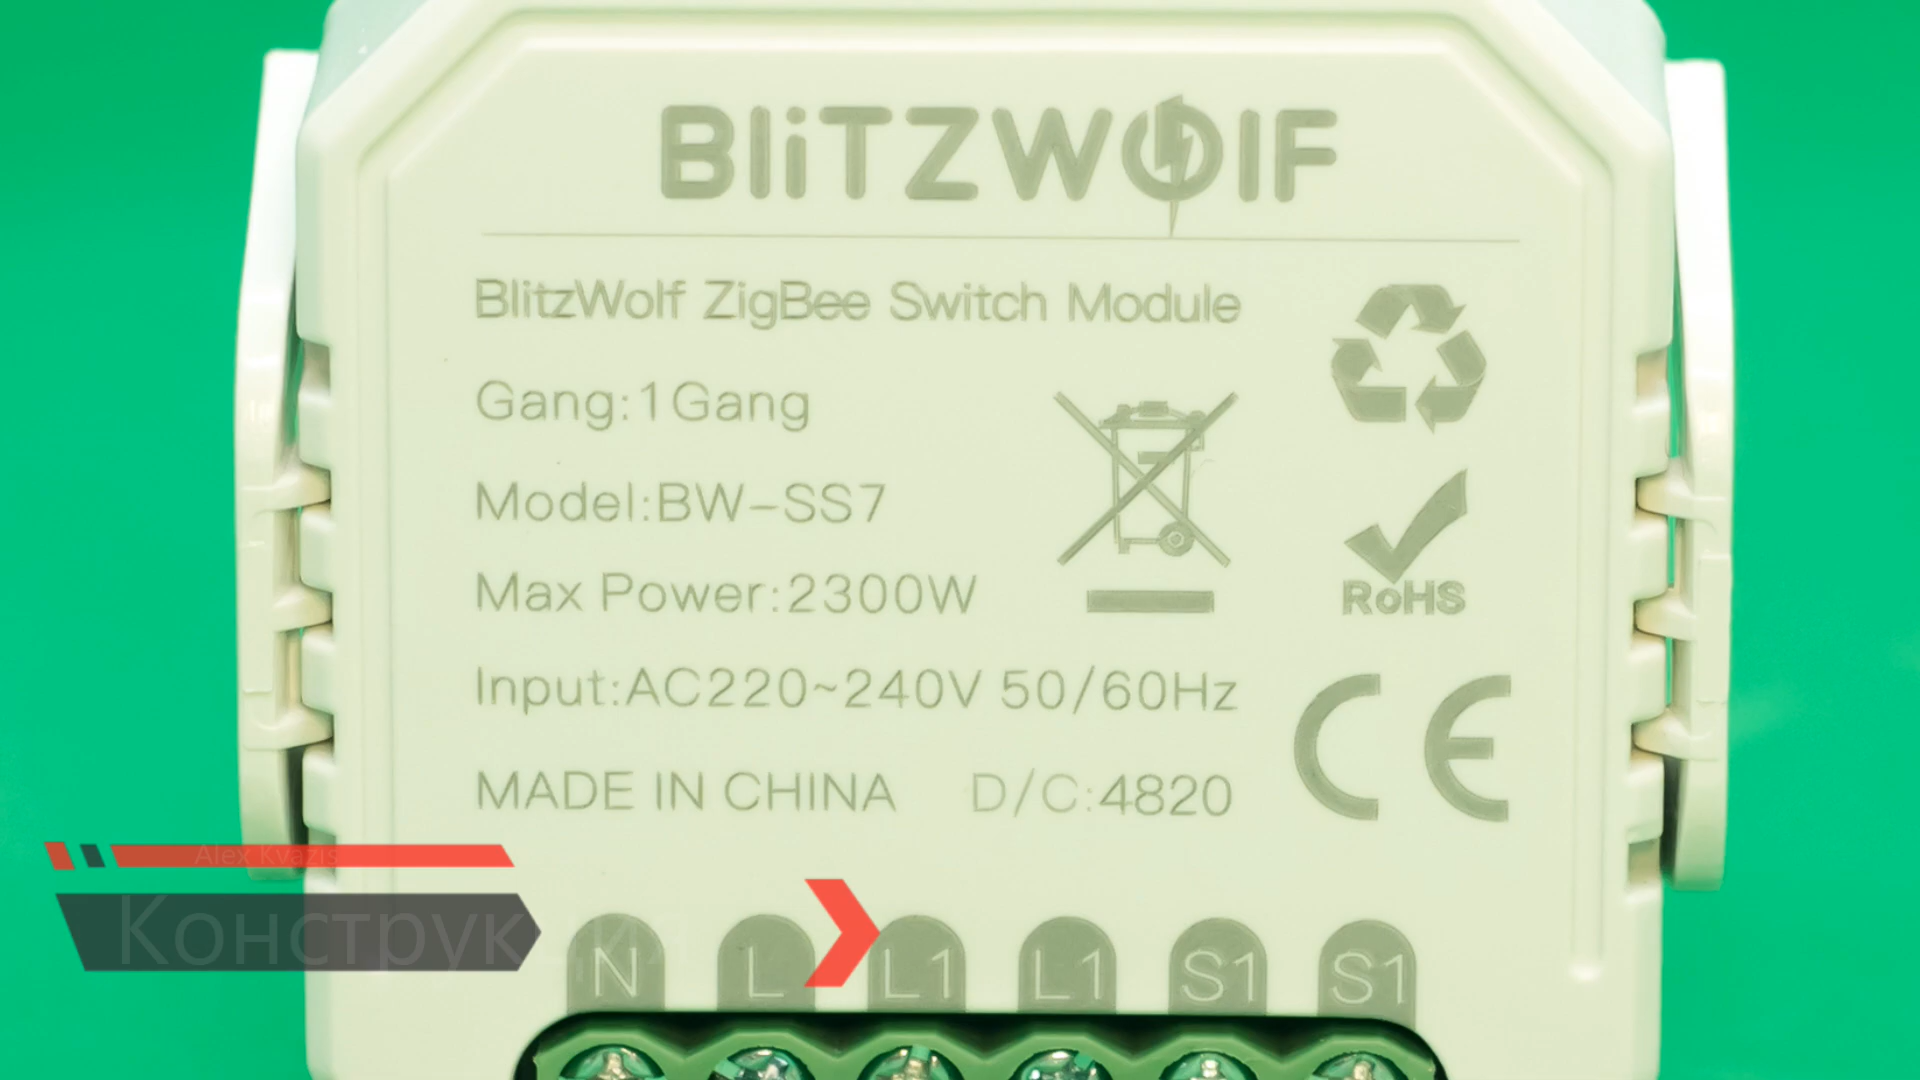 BliTZWOlF
BlitzWolf ZigBee Switch Module
Gang:1Gang
Model:BW-SS7
Max Power:2300W
RoHS
Input:AC220~240V 50/60Hz
CE
MADE IN CHINA D/C:4820
Alex Kvazis
Конструкция
N L L1 L1 S1 S1